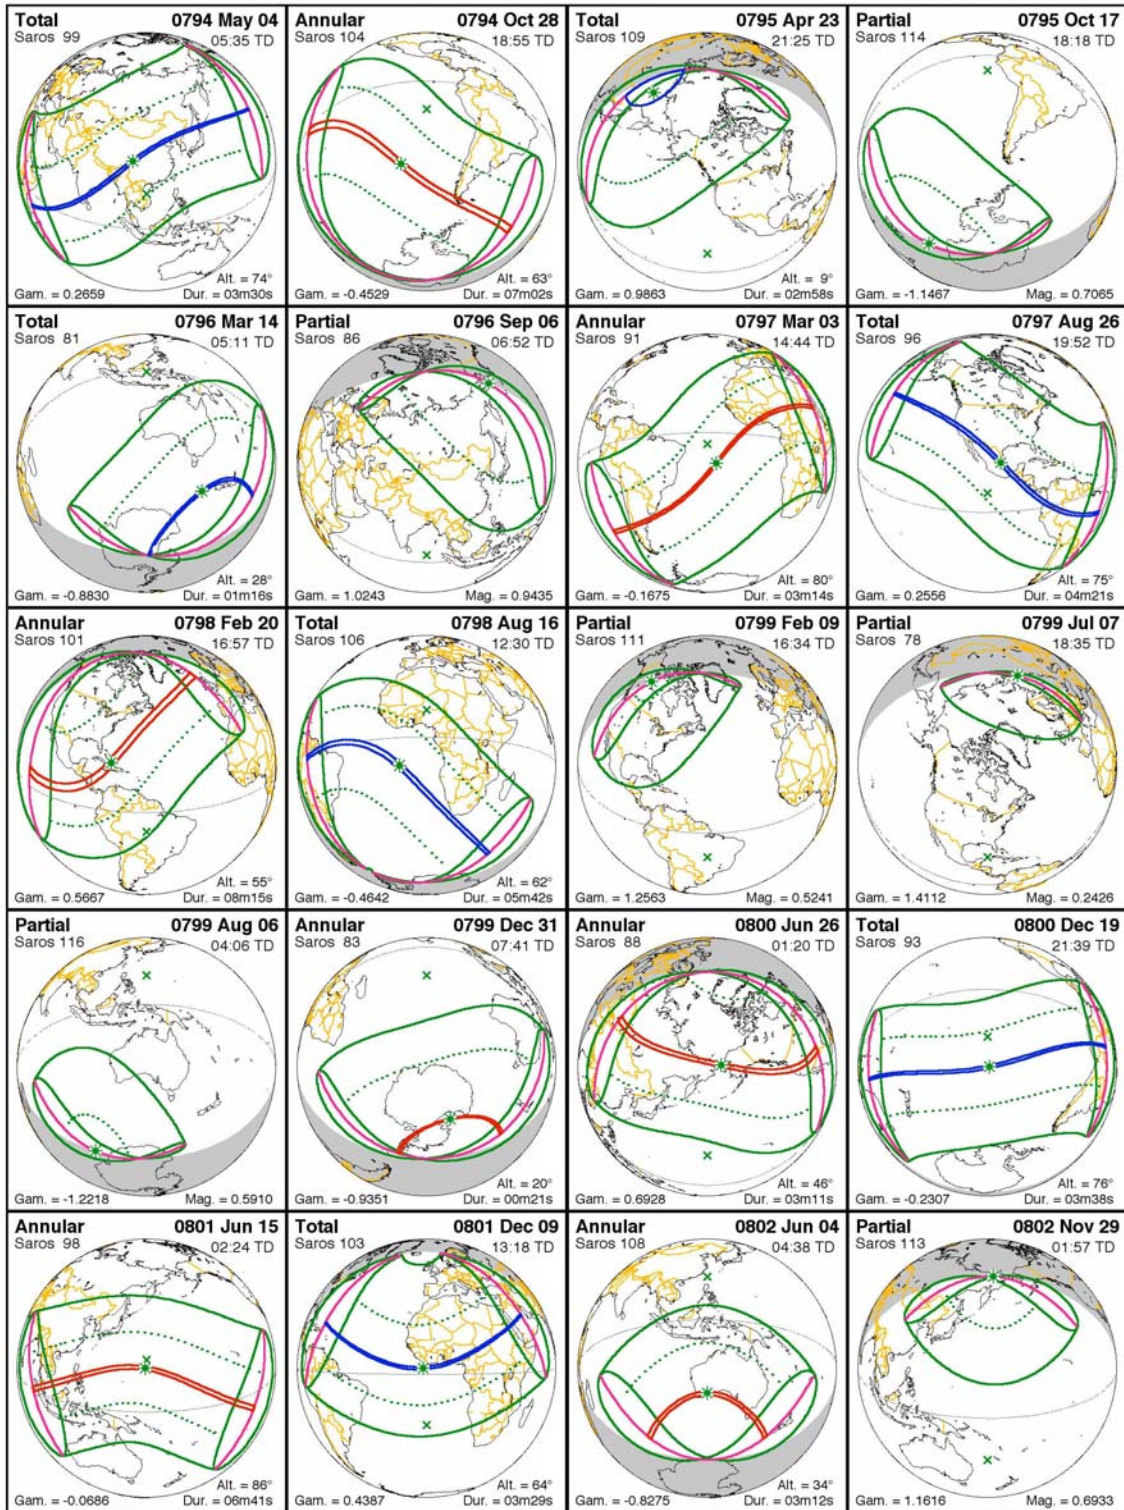 Total 0794 May 04
Saros 99 05:35 TD
Alt. = 74°
Gam. = 0.2659 Dur. = 03m30s
Annular 0794 Oct 28
Saros 104 18:55 TD
Alt. = 63°
Gam. = -0.4529 Dur. = 07m02s
Total 0795 Apr 23
Saros 109 21:25 TD
Alt. = 9°
Gam. = 0.9863 Dur. = 02m58s
Partial 0795 Oct 17
Saros 114 18:18 TD
Gam. = -1.1467 Mag. = 0.7065
Total 0796 Mar 14
Saros 81 05:11 TD
Alt. = 28°
Gam. = -0.8830 Dur. = 01m16s
Partial 0796 Sep 06
Saros 86 06:52 TD
Gam. = 1.0243 Mag. = 0.9435
Annular 0797 Mar 03
Saros 91 14:44 TD
Alt. = 80°
Gam. = -0.1675 Dur. = 03m14s
Total 0797 Aug 26
Saros 96 19:52 TD
Alt. = 75°
Gam. = 0.2556 Dur. = 04m21s
Annular 0798 Feb 20
Saros 101 16:57 TD
Alt. = 55°
Gam. = 0.5667 Dur. = 08m15s
Total 0798 Aug 16
Saros 106 12:30 TD
Alt. = 62°
Gam. = -0.4642 Dur. = 05m42s
Partial 0799 Feb 09
Saros 111 16:34 TD
Gam. = 1.2563 Mag. = 0.5241
Partial 0799 Jul 07
Saros 78 18:35 TD
Gam. = 1.4112 Mag. = 0.2426
Partial 0799 Aug 06
Saros 116 04:06 TD
Gam. = -1.2218 Mag. = 0.5910
Annular 0799 Dec 31
Saros 83 07:41 TD
Alt. = 20°
Gam. = -0.9351 Dur. = 00m21s
Annular 0800 Jun 26
Saros 88 01:20 TD
Alt. = 46°
Gam. = 0.6928 Dur. = 03m11s
Total 0800 Dec 19
Saros 93 21:39 TD
Alt. = 76°
Gam. = -0.2307 Dur. = 03m38s
Annular 0801 Jun 15
Saros 98 02:24 TD
Alt. = 86°
Gam. = -0.0686 Dur. = 06m41s
Total 0801 Dec 09
Saros 103 13:18 TD
Alt. = 64°
Gam. = 0.4387 Dur. = 03m29s
Annular 0802 Jun 04
Saros 108 04:38 TD
Alt. = 34°
Gam. = -0.8275 Dur. = 03m12s
Partial 0802 Nov 29
Saros 113 01:57 TD
Gam. = 1.1616 Mag. = 0.6933